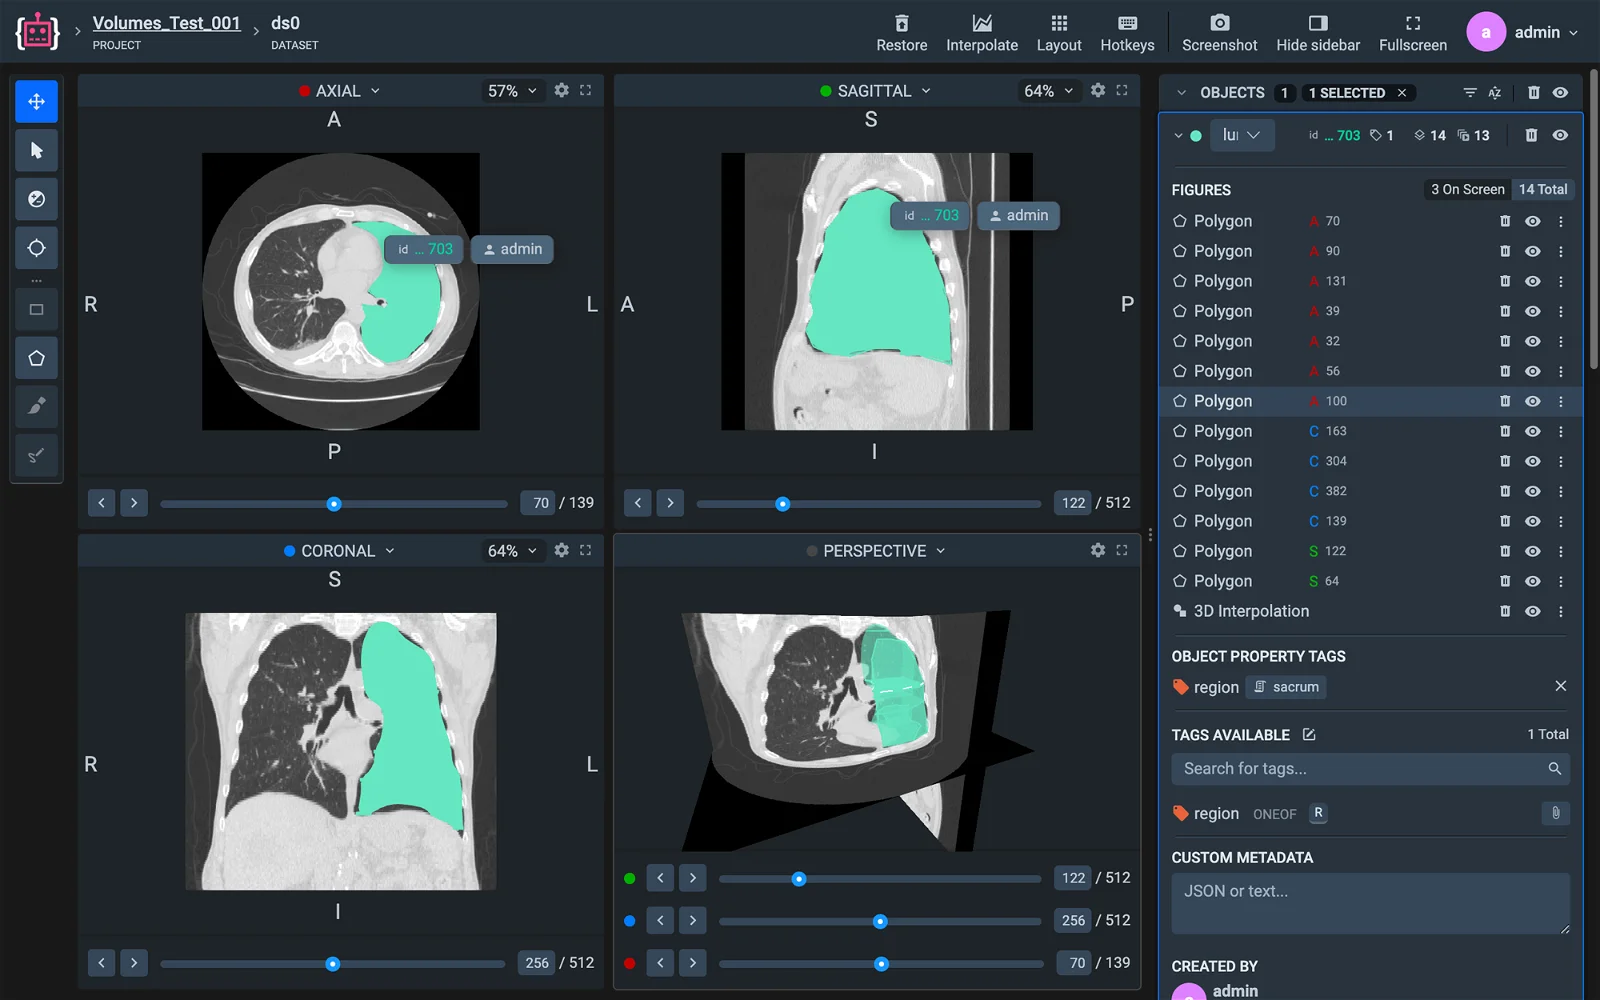 Volumes_Test_001
PROJECT
ds0
DATASET
Restore
Interpolate
Layout
Hotkeys
Screenshot
Hide sidebar
Fullscreen
a
admin
AXIAL
57%
A
R
L
id ... 703
admin
P
70 / 139
SAGITTAL
64%
S
A
P
id ... 703
admin
I
122 / 512
CORONAL
64%
S
R
L
I
256 / 512
PERSPECTIVE
122 / 512
256 / 512
70 / 139
OBJECTS 1 1 SELECTED
AZ
lu id ... 703 1 14 13
FIGURES 3 On Screen 14 Total
Polygon A 70
Polygon A 90
Polygon A 131
Polygon A 39
Polygon A 32
Polygon A 56
Polygon A 100
Polygon C 163
Polygon C 304
Polygon C 382
Polygon C 139
Polygon S 122
Polygon S 64
3D Interpolation
OBJECT PROPERTY TAGS
region sacrum
TAGS AVAILABLE 1 Total
Search for tags...
region ONEOF R
CUSTOM METADATA
JSON or text...
CREATED BY
admin